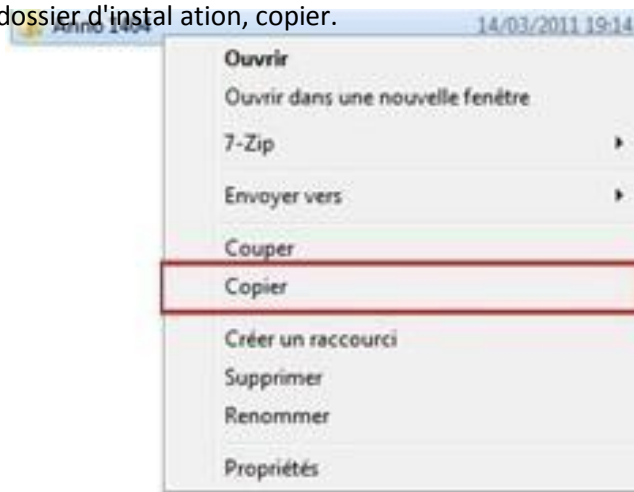 dossier d'instal ation, copier.
Anno 1404 14/03/2011 19:14
Ouvrir
Ouvrir dans une nouvelle fenêtre
7-Zip
Envoyer vers
Couper
Copier
Créer un raccourci
Supprimer
Renommer
Propriétés